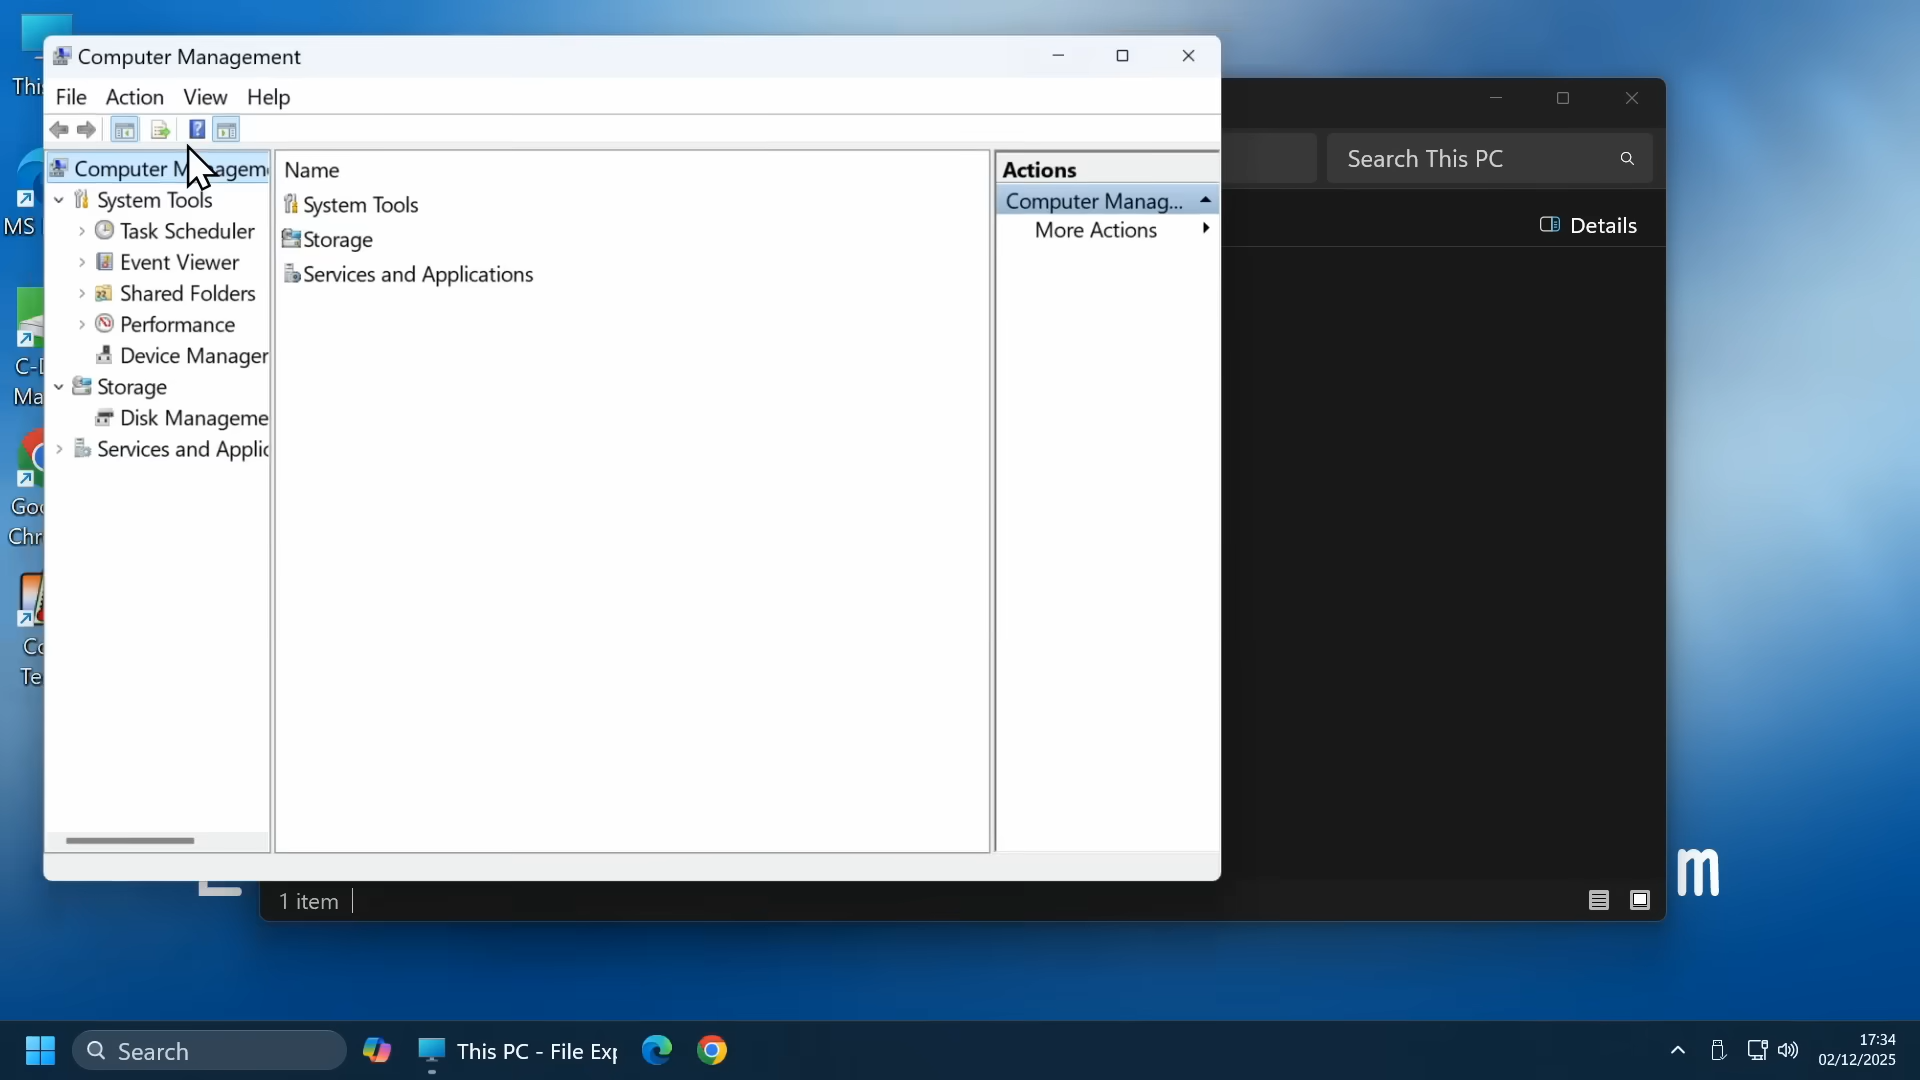 Computer Management
File Action View Help
Name
System Tools
Storage
Services and Applications
System Tools
Task Scheduler
Event Viewer
Shared Folders
Performance
Device Manager
Storage
Services and
Actions
Computer Manag...
More Actions
Search This PC
Details
1 item
m
Search
This PC - File
17:34
02/12/2025